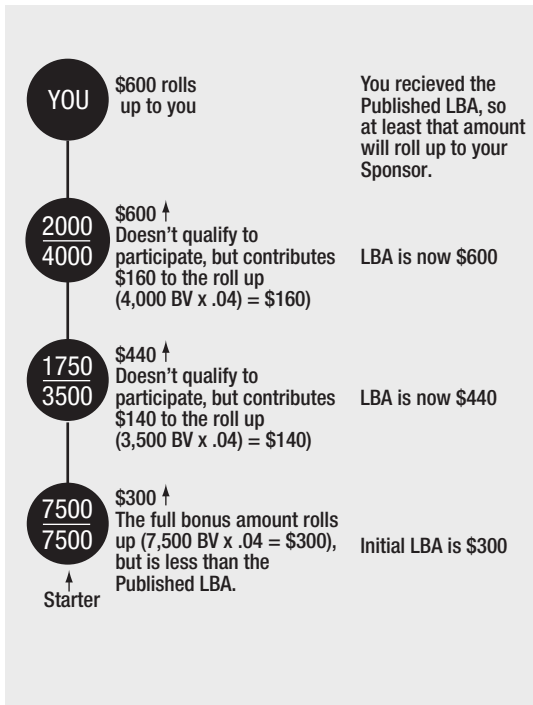 YOU
$600 rolls
up to you
You recieved the
Published LBA, so
at least that amount
will roll up to your
Sponsor.
2000
4000
$600
Doesn't qualify to
participate, but contributes
$160 to the roll up
(4,000 BV x .04) = $160)
LBA is now $600
1750
3500
$440
Doesn't qualify to
participate, but contributes
$140 to the roll up
(3,500 BV x .04) = $140)
LBA is now $440
7500
7500
$300
The full bonus amount rolls
up (7,500 BV x .04 = $300),
but is less than the
Published LBA.
Initial LBA is $300
Starter